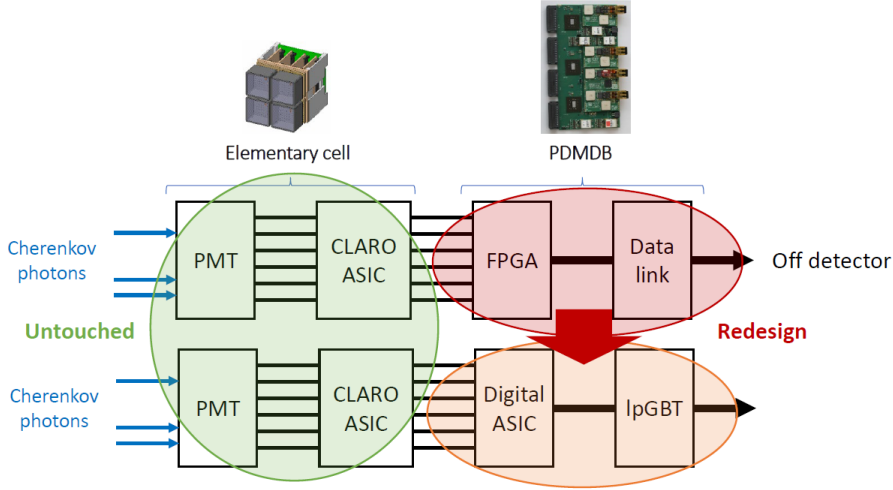 Elementary cell
PDMDB
Cherenkov
photons
PMT
CLARO
ASIC
FPGA
Data
link
Off detector
Untouched
Redesign
Cherenkov
photons
PMT
CLARO
ASIC
Digital
ASIC
lpGBT